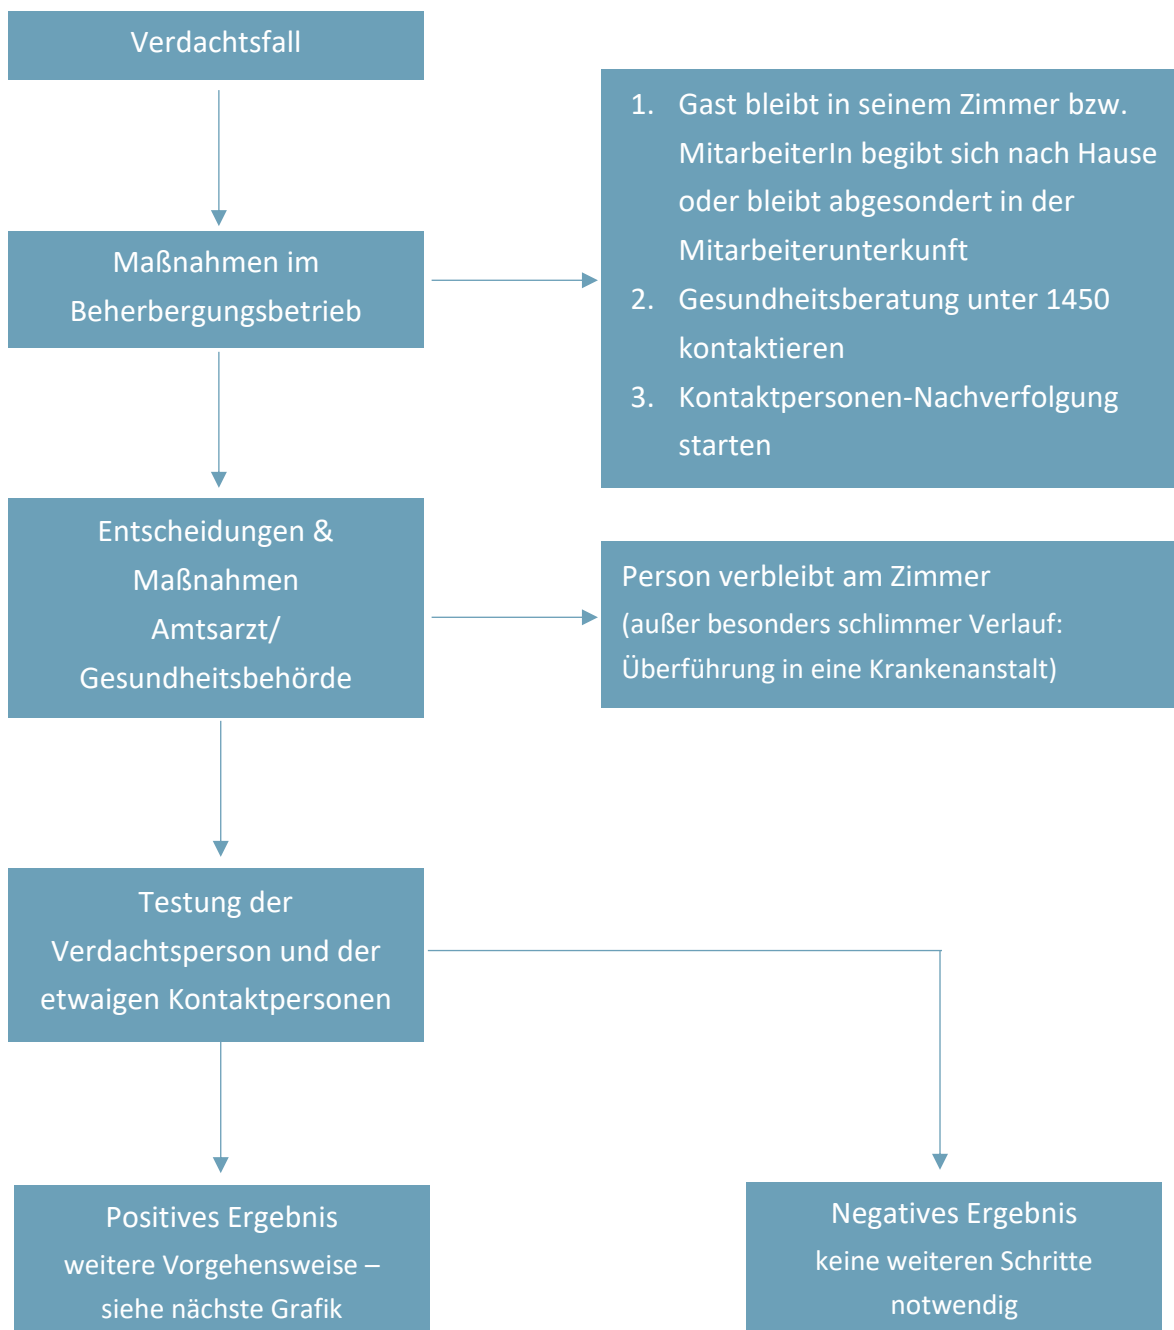 Verdachtsfall
Maßnahmen im
Beherbergungsbetrieb
1. Gast bleibt in seinem Zimmer bzw.
MitarbeiterIn begibt sich nach Hause
oder bleibt abgesondert in der
Mitarbeiterunterkunft
2. Gesundheitsberatung unter 1450
kontaktieren
3. Kontaktpersonen-Nachverfolgung
starten
Entscheidungen &
Maßnahmen
Amtsarzt/
Gesundheitsbehörde
Person verbleibt am Zimmer
(außer besonders schlimmer Verlauf:
Überführung in eine Krankenanstalt)
Testung der
Verdachtsperson und der
etwaigen Kontaktpersonen
Positives Ergebnis
weitere Vorgehensweise –
siehe nächste Grafik
Negatives Ergebnis
keine weiteren Schritte
notwendig